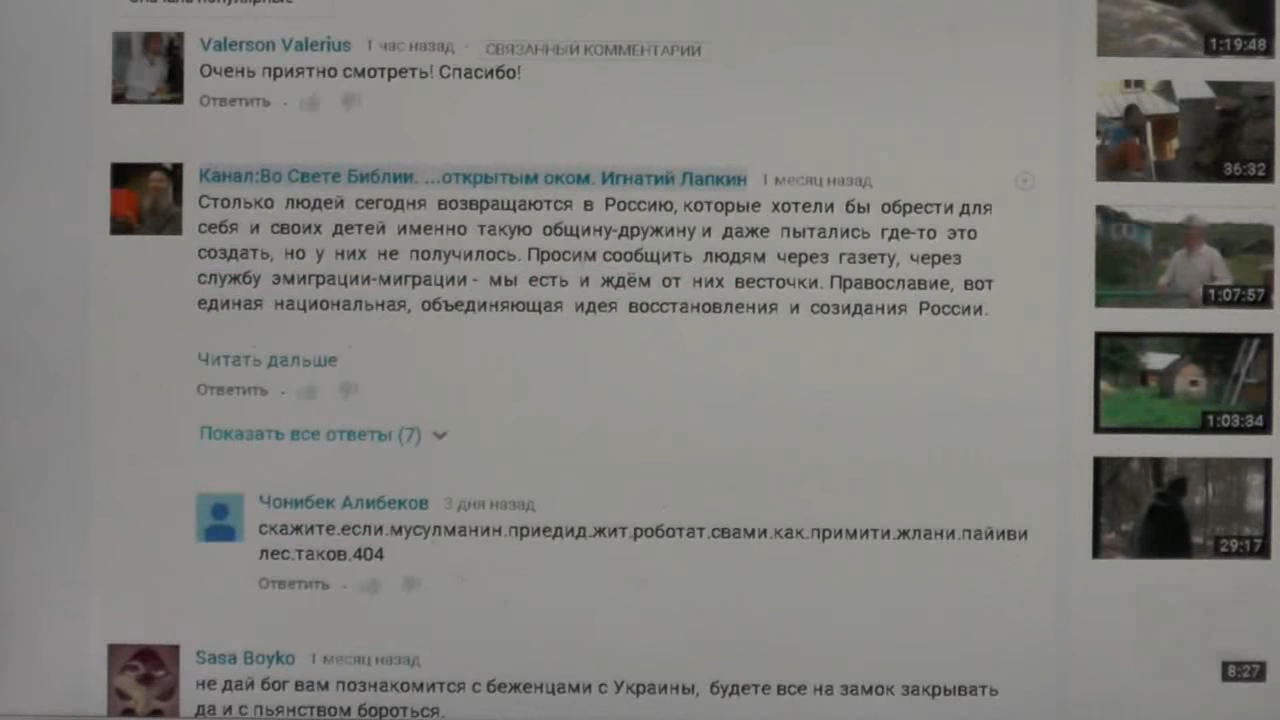 Valerson Valerius 1 час назад · СВЯЗАННЫЙ КОММЕНТАРИЙ
Очень приятно смотреть! Спасибо!
Ответить ·
Канал:Во Свете Библии. ...открытым оком. Игнатий Лапкин 1 месяц назад
Столько людей сегодня возвращаются в Россию, которые хотели бы обрести для
себя и своих детей именно такую общину-дружину и даже пытались где-то это
создать, но у них не получилось. Просим сообщить людям через газету, через
службу эмиграции-миграции - мы есть и ждём от них весточки. Православие, вот
единая национальная, объединяющая идея восстановления и созидания России.
Читать дальше
Ответить ·
Показать все ответы (7)
Чонибек Алибеков 3 дня назад
скажите.если.мусулманин.приедид.жит.роботат.свами.как.примити.жлани.пайиви
лес.таков.404
Ответить ·
Sasa Boyko 1 месяц назад
не дай бог вам познакомится с беженцами с Украины, будете все на замок закрывать
да и с пьянством бороться.
1:19:48
36:32
1:07:57
1:03:34
29:17
8:27